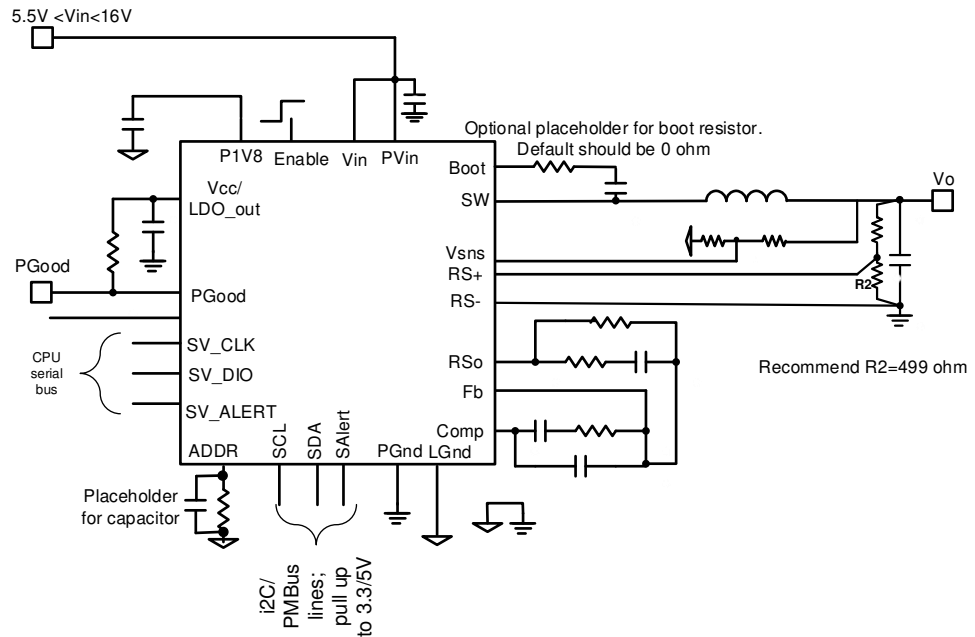 5.5V <Vin<16V
P1V8
Enable
Vin
PVin
Optional placeholder for boot resistor.
Default should be 0 ohm
Boot
Vcc/
LDO_out
SW
Vo
PGood
Vsns
RS+
R2
PGood
RS-
CPU
serial
bus
SV_CLK
SV_DIO
SV_ALERT
RSo
Fb
Comp
Recommend R2=499 ohm
ADDR
SCL
SDA
SAlert
PGnd
LGnd
Placeholder
for capacitor
i2C/
PMBus
lines;
pull up
to 3.3/5V